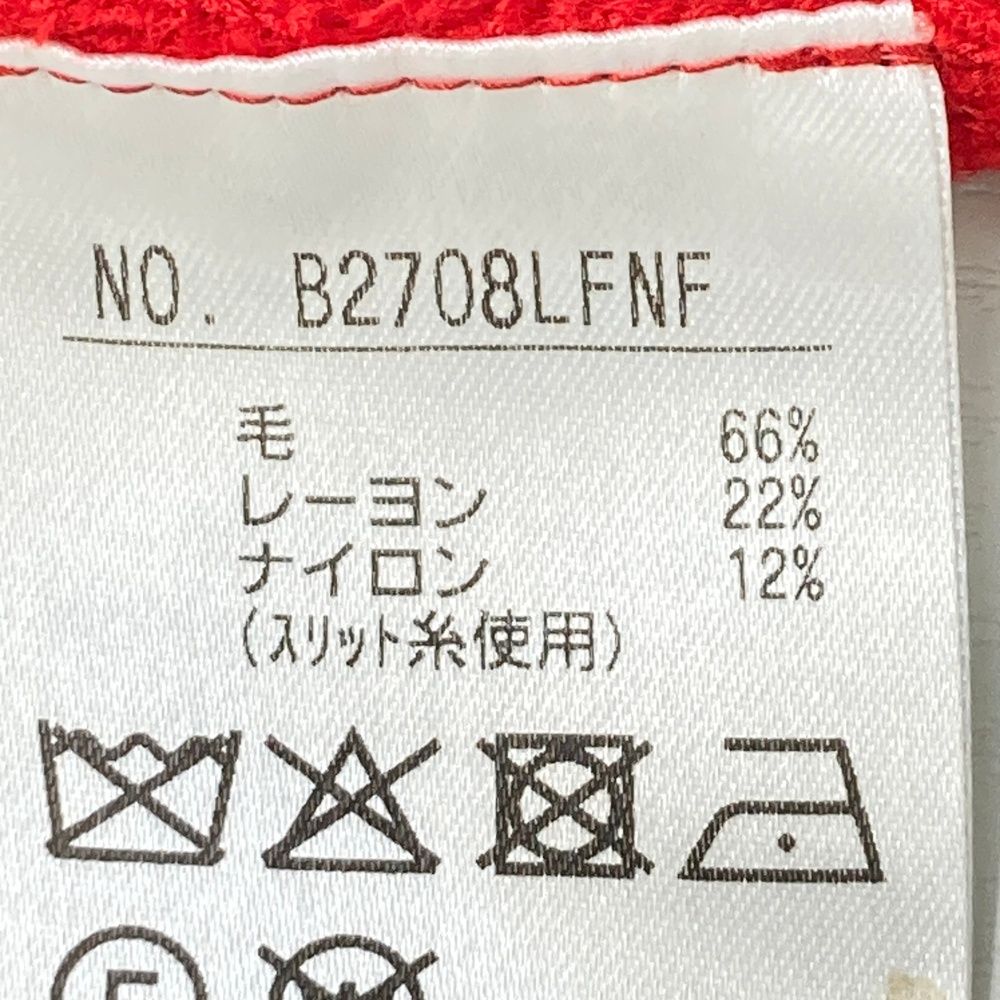 NO. B2708LFNF
毛 66%
レーヨン 22%
ナイロン 12%
(スリット糸使用)